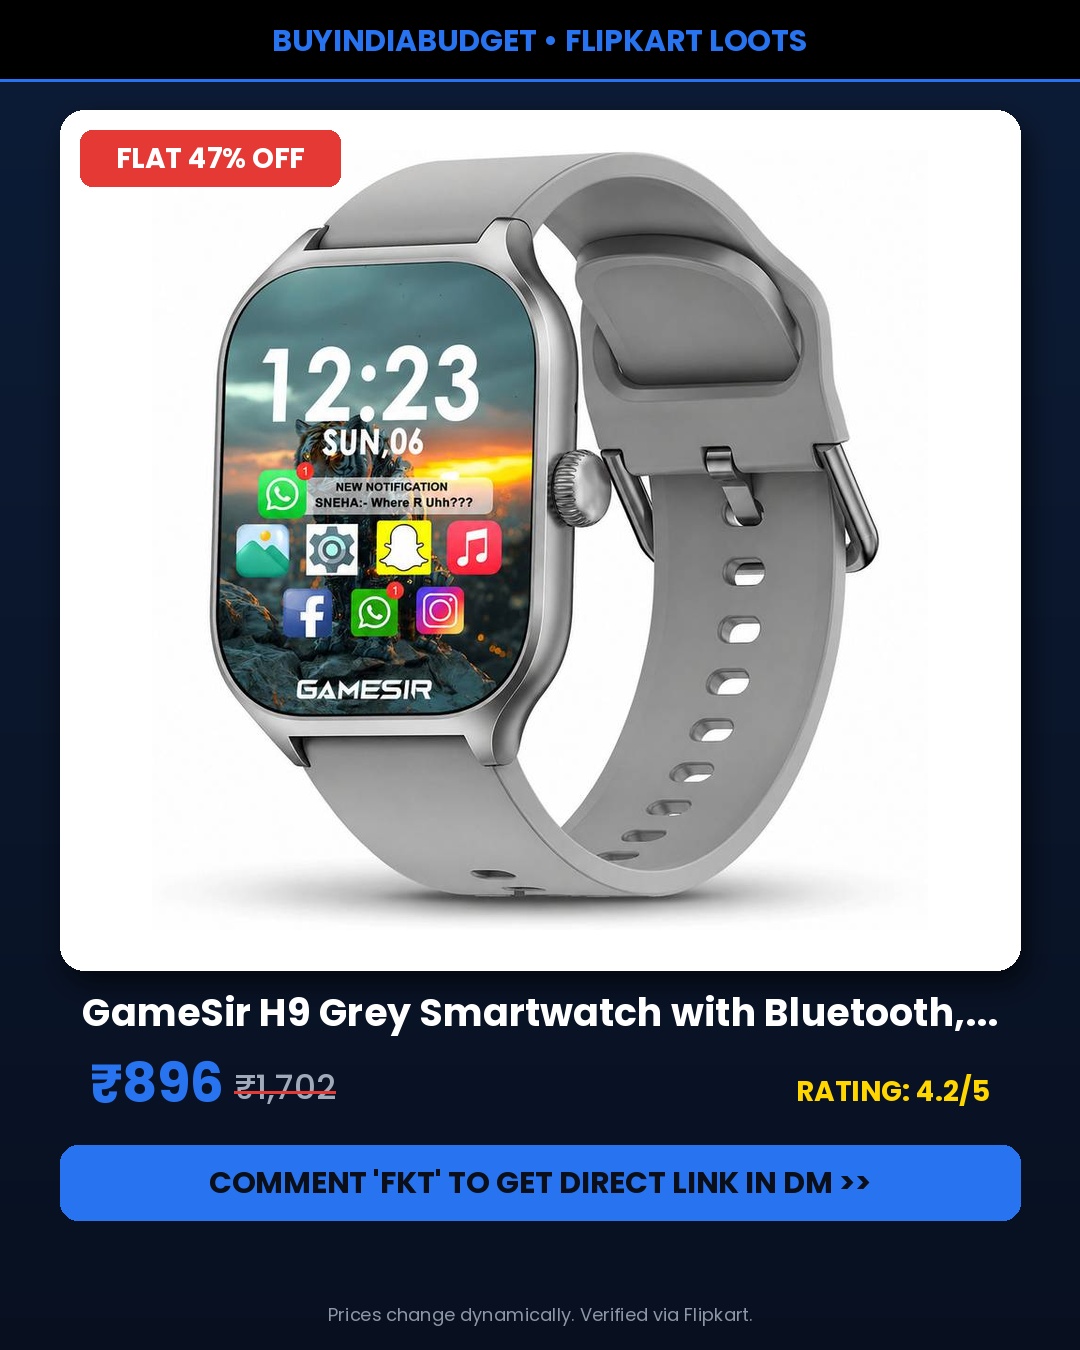 BUYINDIABUDGET • FLIPKART LOOTS
FLAT 47% OFF
12:23
SUN,06
1
NEW NOTIFICATION
SNEHA:- Where R Uhh???
1
GAMESIR
GameSir H9 Grey Smartwatch with Bluetooth,...
₹896 ₹1,702
RATING: 4.2/5
COMMENT 'FKT' TO GET DIRECT LINK IN DM >>
Prices change dynamically. Verified via Flipkart.